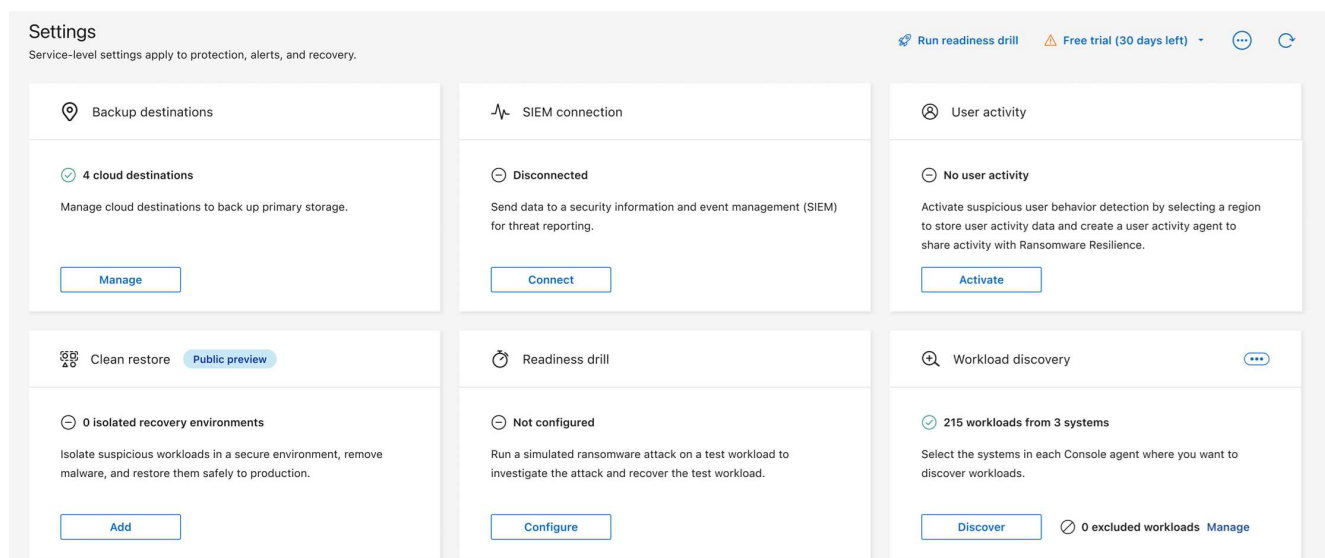 Settings
Service-level settings apply to protection, alerts, and recovery.
Run readiness drill
Free trial (30 days left)
Backup destinations
4 cloud destinations
Manage cloud destinations to back up primary storage.
Manage
SIEM connection
Disconnected
Send data to a security information and event management (SIEM)
for threat reporting.
Connect
User activity
No user activity
Activate suspicious user behavior detection by selecting a region
to store user activity data and create a user activity agent to
share activity with Ransomware Resilience.
Activate
Clean restore Public preview
0 isolated recovery environments
Isolate suspicious workloads in a secure environment, remove
malware, and restore them safely to production.
Add
Readiness drill
Not configured
Run a simulated ransomware attack on a test workload to
investigate the attack and recover the test workload.
Configure
Workload discovery
215 workloads from 3 systems
Select the systems in each Console agent where you want to
discover workloads.
Discover 0 excluded workloads Manage